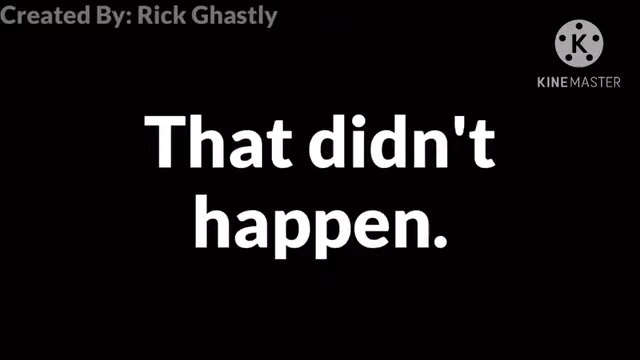 Created By: Rick Ghastly
K
KINEMASTER
That didn't
happen.